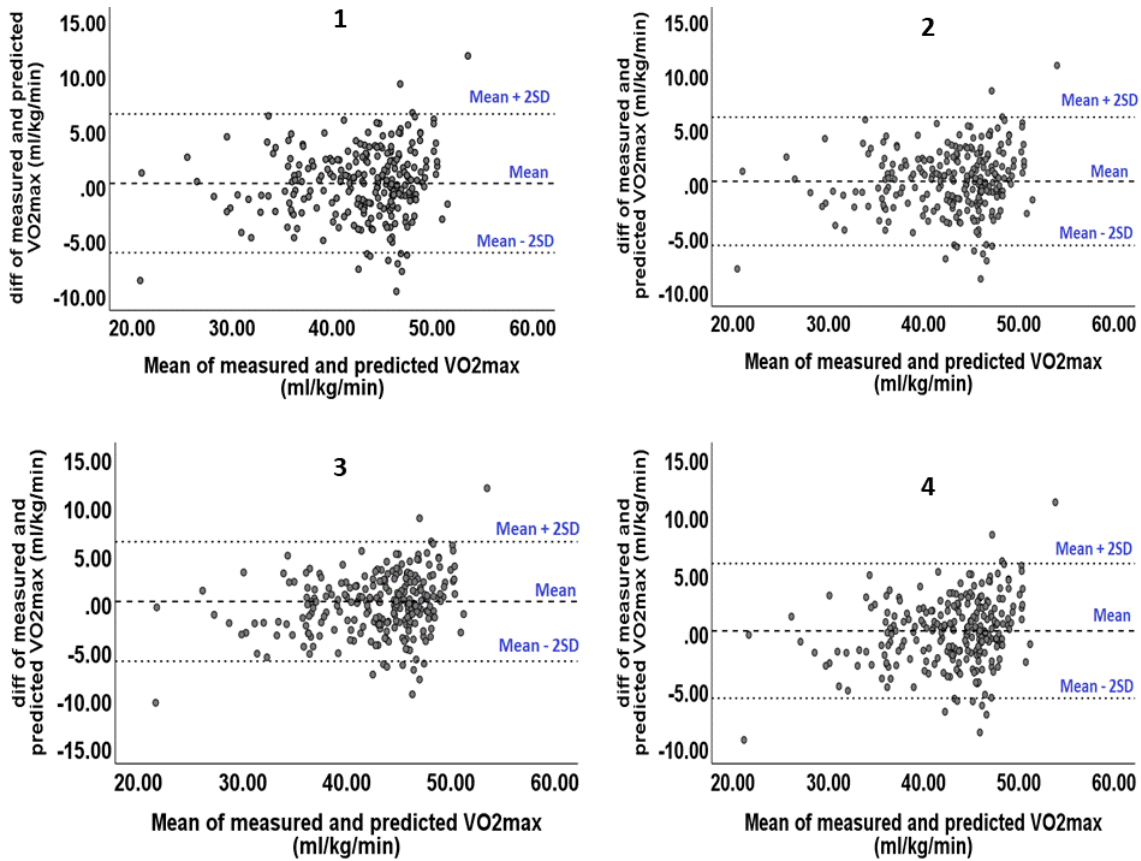 1
diff of measured and predicted
VO2max (ml/kg/min)
15.00
10.00
5.00
.00
-5.00
-10.00
Mean + 2SD
Mean
Mean - 2SD
20.00 30.00 40.00 50.00 60.00
Mean of measured and predicted VO2max
(ml/kg/min)
2
diff of measured and
predicted VO2max (ml/kg/min)
15.00
10.00
5.00
.00
-5.00
-10.00
Mean + 2SD
Mean
Mean - 2SD
20.00 30.00 40.00 50.00 60.00
Mean of measured and predicted VO2max
(ml/kg/min)
3
diff of measured and
predicted VO2max (ml/kg/min)
15.00
10.00
5.00
.00
-5.00
-10.00
-15.00
Mean + 2SD
Mean
Mean - 2SD
20.00 30.00 40.00 50.00 60.00
Mean of measured and predicted VO2max
(ml/kg/min)
4
diff of measured and
predicted VO2max (ml/kg/min)
15.00
10.00
5.00
.00
-5.00
-10.00
Mean + 2SD
Mean
Mean - 2SD
20.00 30.00 40.00 50.00 60.00
Mean of measured and predicted VO2max
(ml/kg/min)